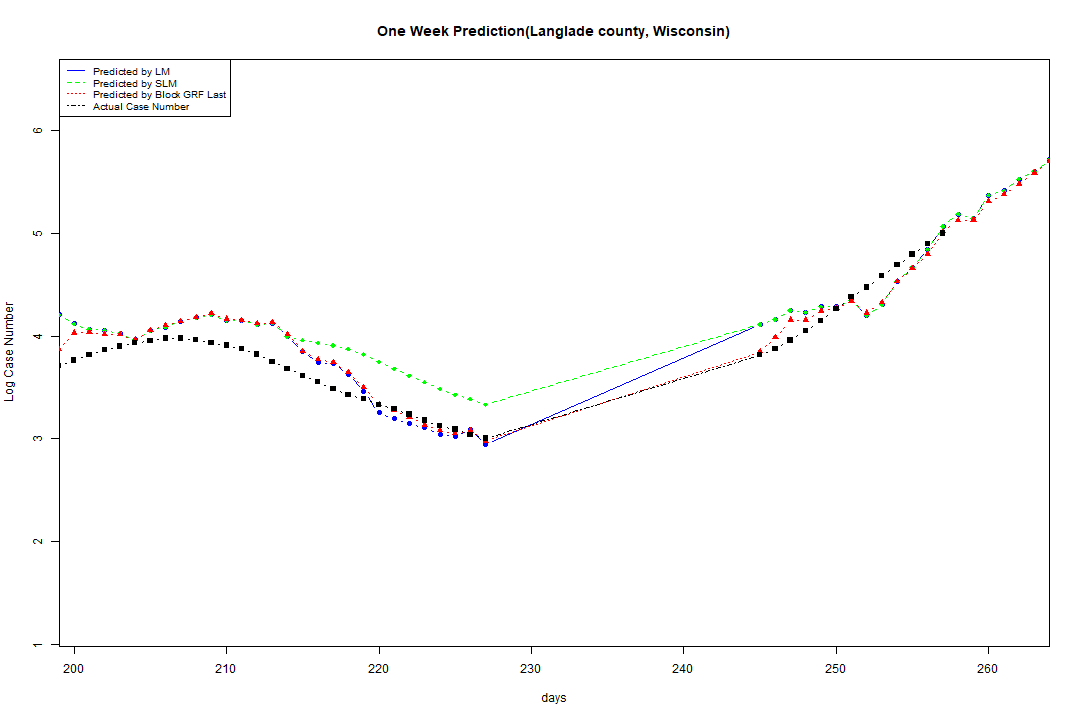 One Week Prediction(Langlade county, Wisconsin)
Predicted by LM
Predicted by SLM
Predicted by Block GRF Last
Actual Case Number
6
5
4
3
2
1
Log Case Number
200 210 220 230 240 250 260
days